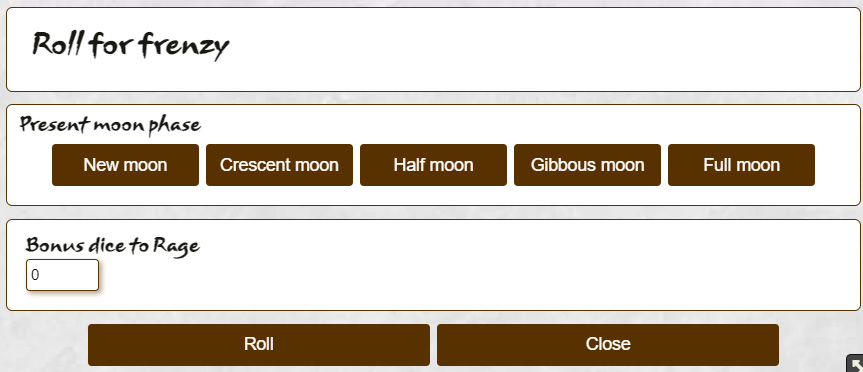 Roll for frenzy
Present moon phase
New moon Crescent moon Half moon Gibbous moon Full moon
Bonus dice to Rage
0
Roll Close